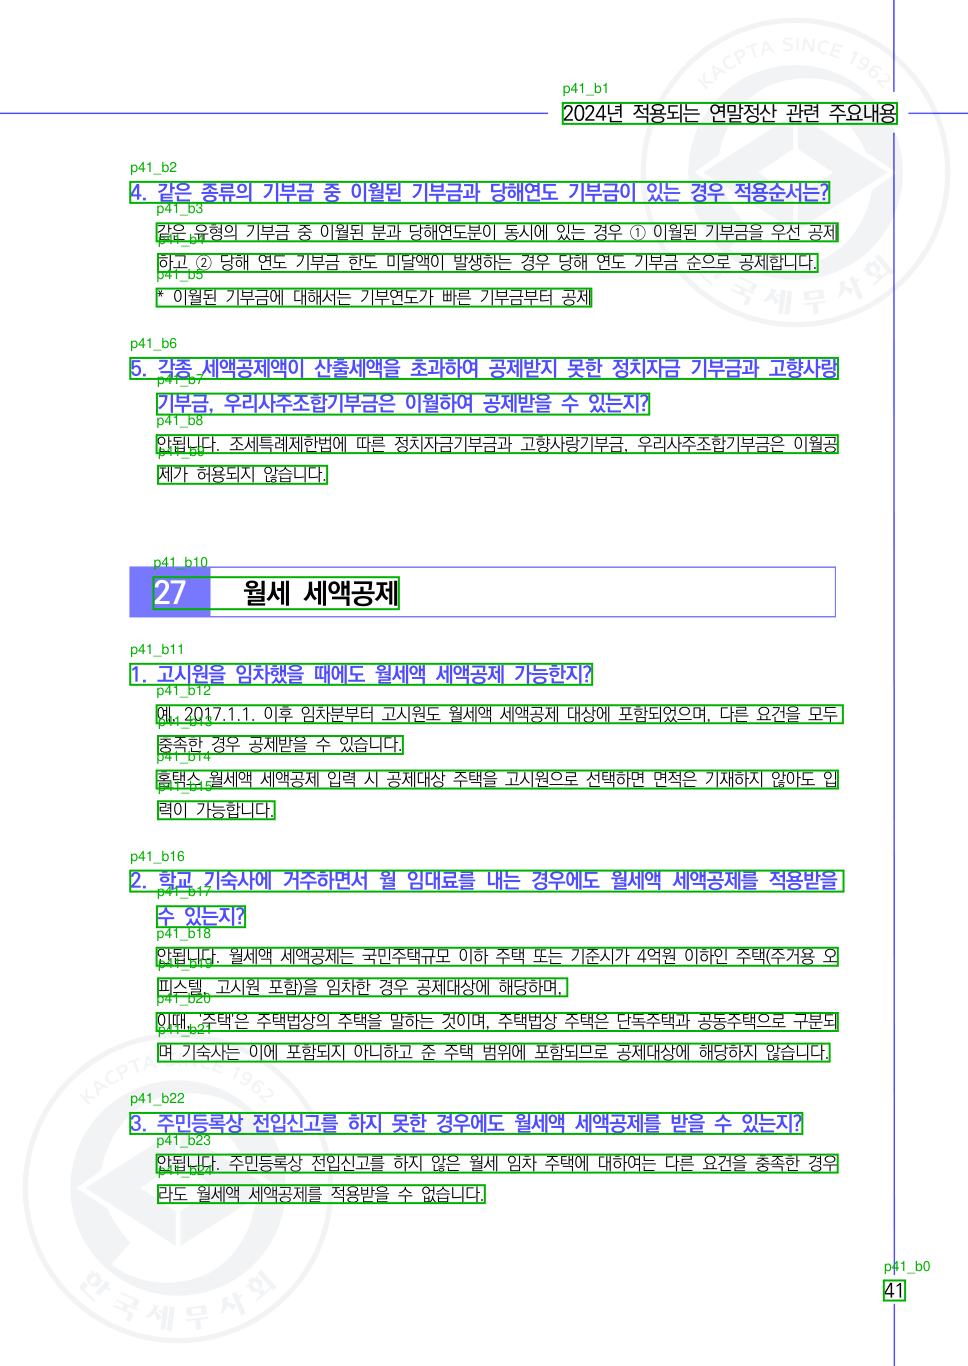 KACPTA SINCE 1962
p41_b1
2024년 적용되는 연말정산 관련 주요내용
p41_b2
4. 같은 종류의 기부금 중 이월된 기부금과 당해연도 기부금이 있는 경우 적용순서는?
p41_b3
같은 유형의 기부금 중 이월된 분과 당해연도분이 동시에 있는 경우 ① 이월된 기부금을 우선 공제
p41_b4
하고 ② 당해 연도 기부금 한도 미달액이 발생하는 경우 당해 연도 기부금 순으로 공제합니다.
p41_b5
* 이월된 기부금에 대해서는 기부연도가 빠른 기부금부터 공제
한국세무사회
p41_b6
5. 각종 세액공제액이 산출세액을 초과하여 공제받지 못한 정치자금 기부금과 고향사랑
p41_b7
기부금, 우리사주조합기부금은 이월하여 공제받을 수 있는지?
p41_b8
안됩니다. 조세특례제한법에 따른 정치자금기부금과 고향사랑기부금, 우리사주조합기부금은 이월공
p41_b9
제가 허용되지 않습니다.
p41_b10
27 월세 세액공제
p41_b11
1. 고시원을 임차했을 때에도 월세액 세액공제 가능한지?
p41_b12
예, 2017.1.1. 이후 임차분부터 고시원도 월세액 세액공제 대상에 포함되었으며, 다른 요건을 모두
p41_b13
충족한 경우 공제받을 수 있습니다.
p41_b14
홈택스 월세액 세액공제 입력 시 공제대상 주택을 고시원으로 선택하면 면적은 기재하지 않아도 입
p41_b15
력이 가능합니다.
p41_b16
2. 학교 기숙사에 거주하면서 월 임대료를 내는 경우에도 월세액 세액공제를 적용받을
p41_b17
수 있는지?
p41_b18
안됩니다. 월세액 세액공제는 국민주택규모 이하 주택 또는 기준시가 4억원 이하인 주택(주거용 오
p41_b19
피스텔, 고시원 포함)을 임차한 경우 공제대상에 해당하며,
p41_b20
이때, '주택'은 주택법상의 주택을 말하는 것이며, 주택법상 주택은 단독주택과 공동주택으로 구분되
p41_b21
며 기숙사는 이에 포함되지 아니하고 준 주택 범위에 포함되므로 공제대상에 해당하지 않습니다.
KACPTA SINCE 1962
p41_b22
3. 주민등록상 전입신고를 하지 못한 경우에도 월세액 세액공제를 받을 수 있는지?
p41_b23
안됩니다. 주민등록상 전입신고를 하지 않은 월세 임차 주택에 대하여는 다른 요건을 충족한 경우
p41_b24
라도 월세액 세액공제를 적용받을 수 없습니다.
한국세무사회
p41_b0
41